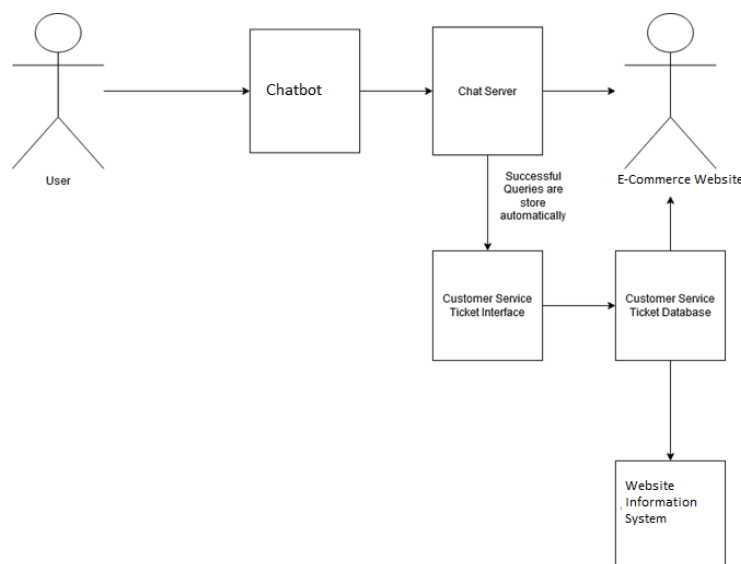 Chatbot
Chat Server
User
E-Commerce Website
Successful
Queries are
store
automatically
Customer Service
Ticket Interface
Customer Service
Ticket Database
Website
Information
System